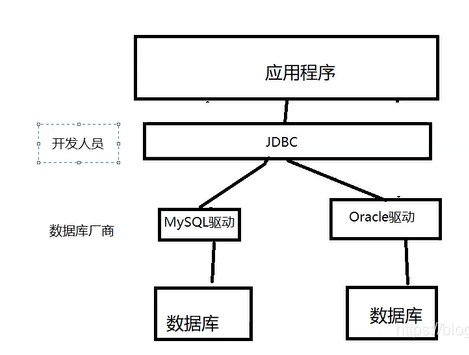 应用程序
开发人员
JDBC
MySQL驱动
Oracle驱动
数据库厂商
数据库
数据库
https://blog